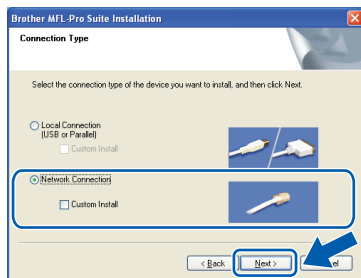 Brother MFL-Pro Suite Installation
Connection Type
Select the connection type of the device you want to install, and then click Next.
Local Connection
(USB or Parallel)
Custom Install
Network Connection
Custom Install
< Back
Next >